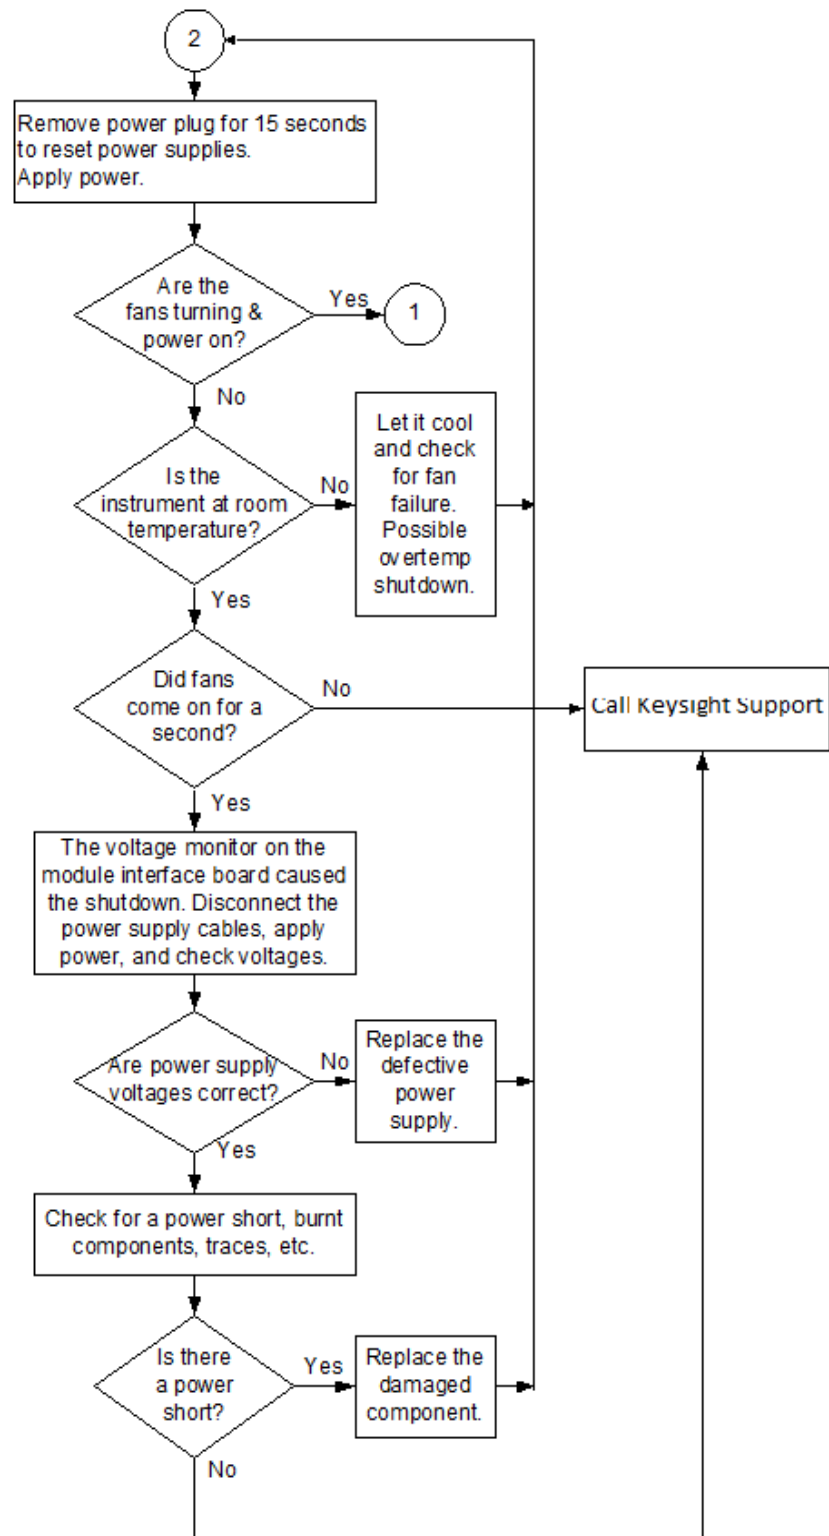 2
Remove power plug for 15 seconds
to reset power supplies.
Apply power.
Are the
fans turning &
power on?
Yes
1
No
Is the
instrument at room
temperature?
No
Let it cool
and check
for fan
failure.
Possible
overtemp
shutdown.
Yes
Did fans
come on for a
second?
No
Call Keysight Support
Yes
The voltage monitor on the
module interface board caused
the shutdown. Disconnect the
power supply cables, apply
power, and check voltages.
Are power supply
voltages correct?
No
Replace the
defective
power
supply.
Yes
Check for a power short, burnt
components, traces, etc.
Is there
a power
short?
Yes
Replace the
damaged
component.
No